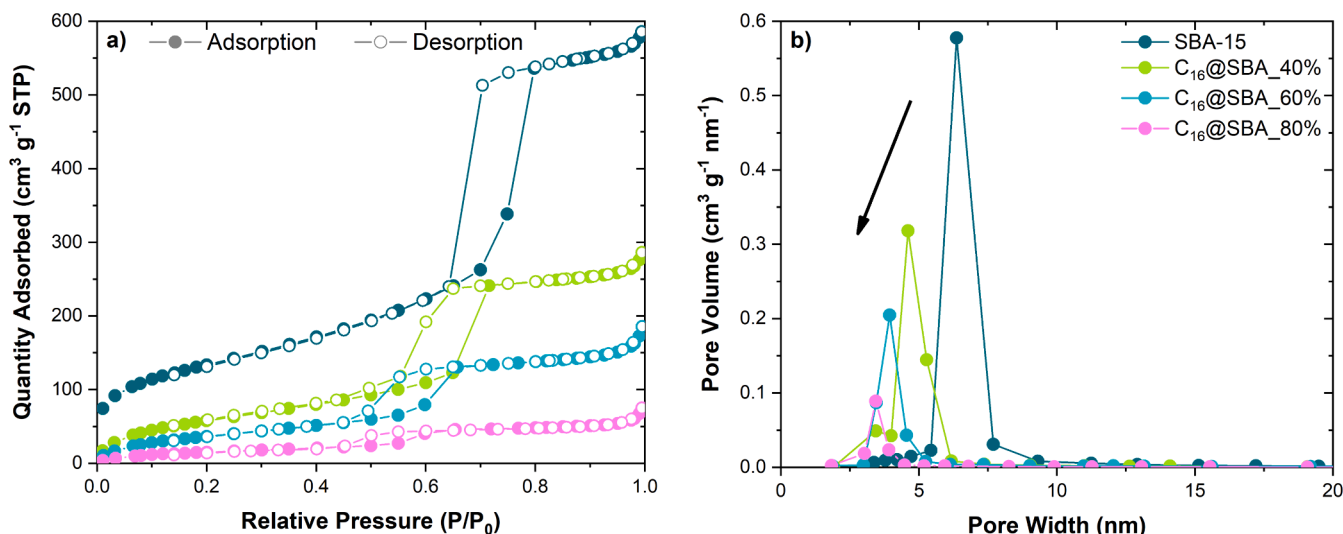 a)
Adsorption
Desorption
600
500
400
300
200
100
0
0.0 0.2 0.4 0.6 0.8 1.0
Quantity Adsorbed (cm³ g⁻¹ STP)
Relative Pressure (P/P₀)
b)
SBA-15
C₁₆@SBA_40%
C₁₆@SBA_60%
C₁₆@SBA_80%
0.6
0.5
0.4
0.3
0.2
0.1
0.0
0 5 10 15 20
Pore Volume (cm³ g⁻¹ nm⁻¹)
Pore Width (nm)